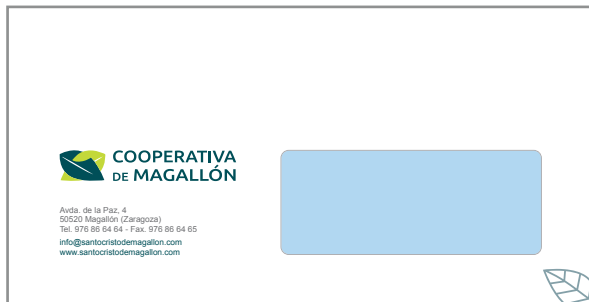 COOPERATIVA
DE MAGALLÓN
Avda. de la Paz, 4
50520 Magallón (Zaragoza)
Tel. 976 86 64 64 - Fax. 976 86 64 65
info@santocristodemagallon.com
www.santocristodemagallon.com